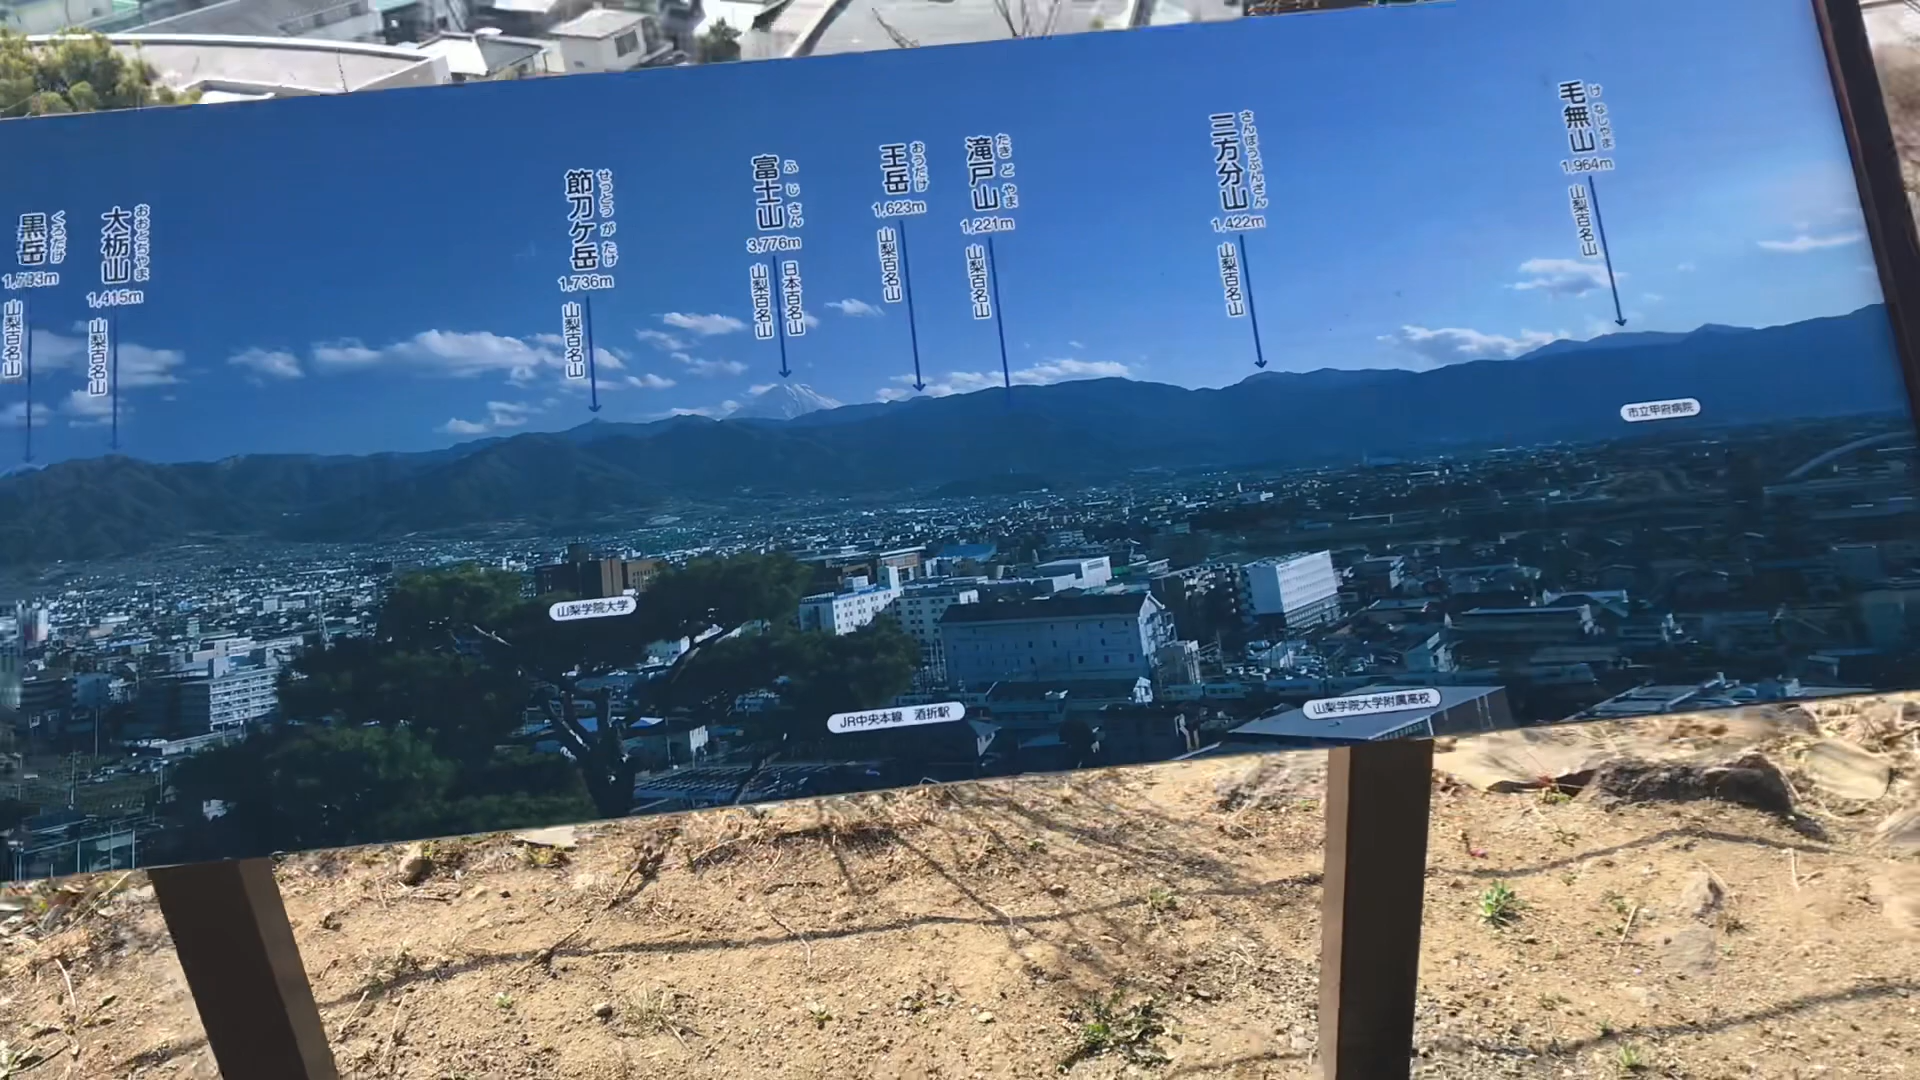 黒岳
くろだけ
1,793m
山梨百名山
大栃山
おおとちやま
1,415m
山梨百名山
節刀ヶ岳
せっとうがたけ
1,736m
山梨百名山
富士山
ふじさん
3,776m
日本百名山
山梨百名山
王岳
おうだけ
1,623m
山梨百名山
滝戸山
たきとやま
1,221m
山梨百名山
三方分山
さんぽうぶんざん
1,422m
山梨百名山
毛無山
けなしやま
1,964m
山梨百名山
市立甲府病院
山梨学院大学
JR中央本線 酒折駅
山梨学院大学附属高校